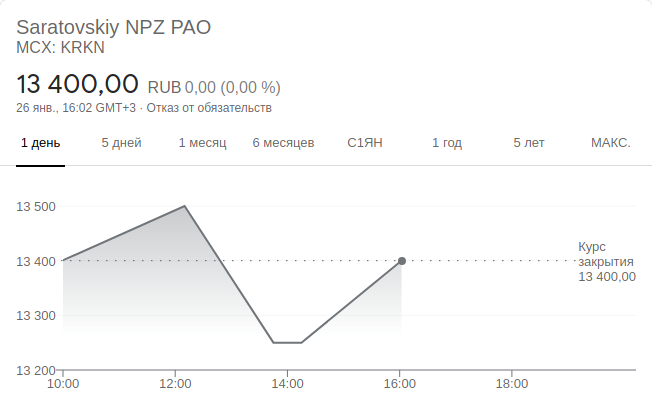 Saratovskiy NPZ PAO
MCX: KRKN
13 400,00 RUB 0,00 (0,00 %)
26 янв., 16:02 GMT+3 · Отказ от обязательств
1 день 5 дней 1 месяц 6 месяцев С1ЯН 1 год 5 лет МАКС.
13 500
13 400
13 300
13 200
Курс
закрытия
13 400,00
10:00 12:00 14:00 16:00 18:00